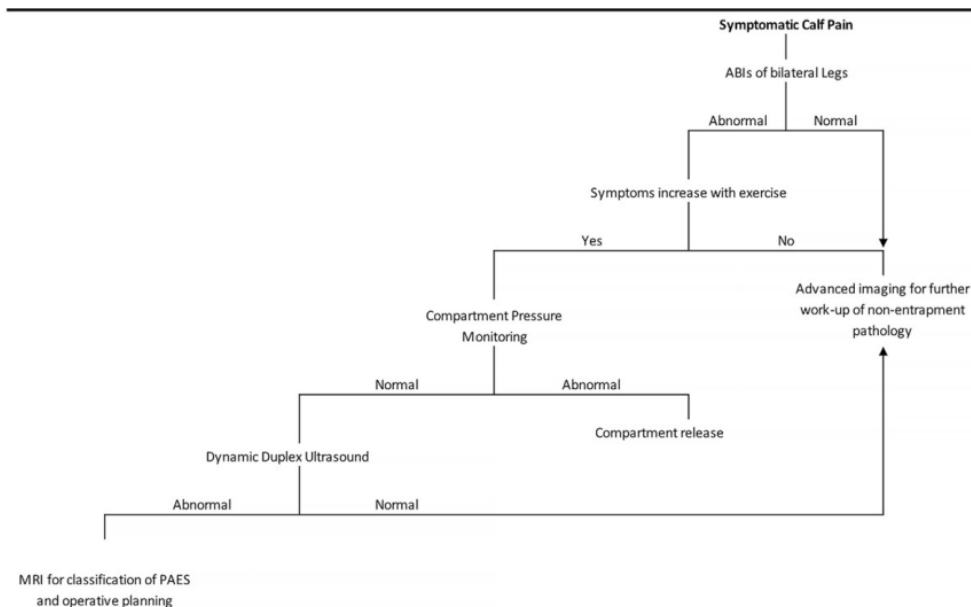 Symptomatic Calf Pain
ABIs of bilateral Legs
Abnormal
Normal
Symptoms increase with exercise
Yes
No
Advanced imaging for further
work-up of non-entrapment
pathology
Compartment Pressure
Monitoring
Normal
Abnormal
Compartment release
Dynamic Duplex Ultrasound
Abnormal
Normal
MRI for classification of PAES
and operative planning